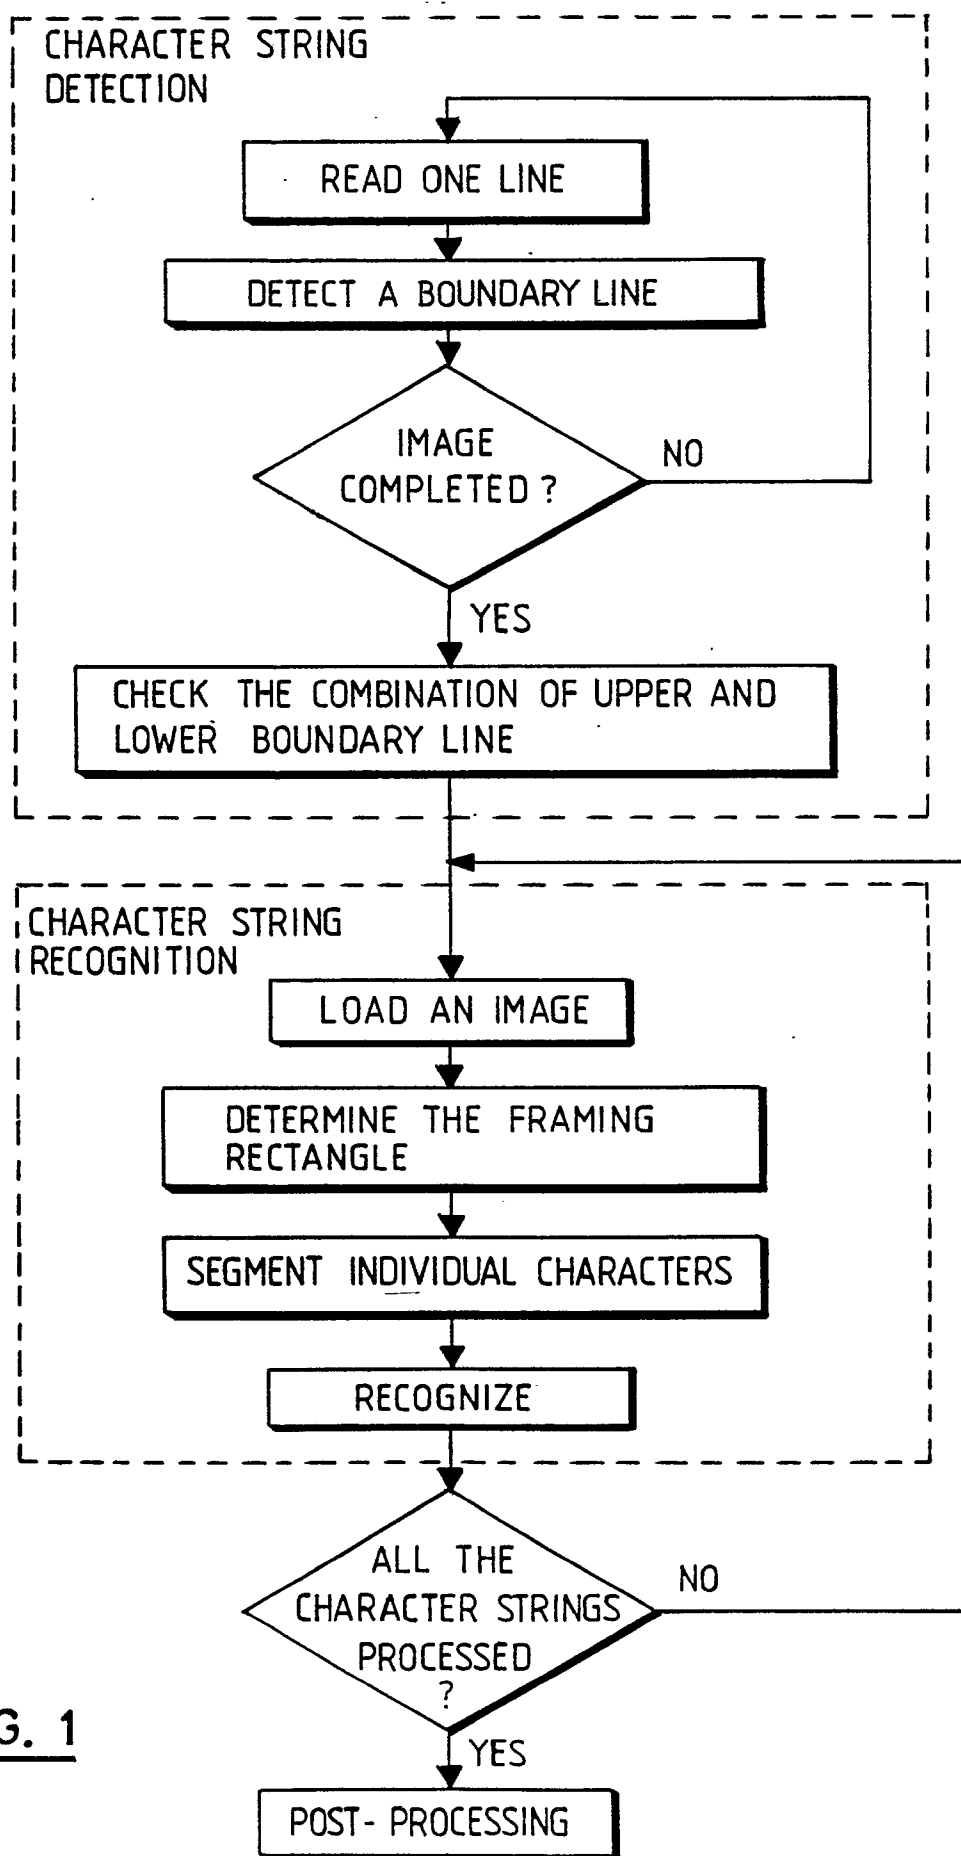 CHARACTER STRING
DETECTION
READ ONE LINE
DETECT A BOUNDARY LINE
IMAGE
COMPLETED ?
NO
YES
CHECK THE COMBINATION OF UPPER AND
LOWER BOUNDARY LINE
CHARACTER STRING
RECOGNITION
LOAD AN IMAGE
DETERMINE THE FRAMING
RECTANGLE
SEGMENT INDIVIDUAL CHARACTERS
RECOGNIZE
ALL THE
CHARACTER STRINGS
PROCESSED
?
NO
YES
G. 1
POST- PROCESSING